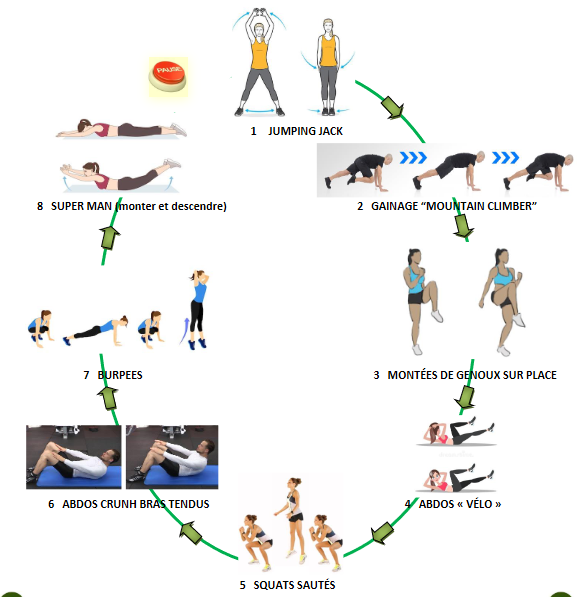 PAUSE
1 JUMPING JACK
2 GAINAGE “MOUNTAIN CLIMBER”
3 MONTÉES DE GENOUX SUR PLACE
4 ABDOS « VÉLO »
5 SQUATS SAUTÉS
6 ABDOS CRUNH BRAS TENDUS
7 BURPEES
8 SUPER MAN (monter et descendre)